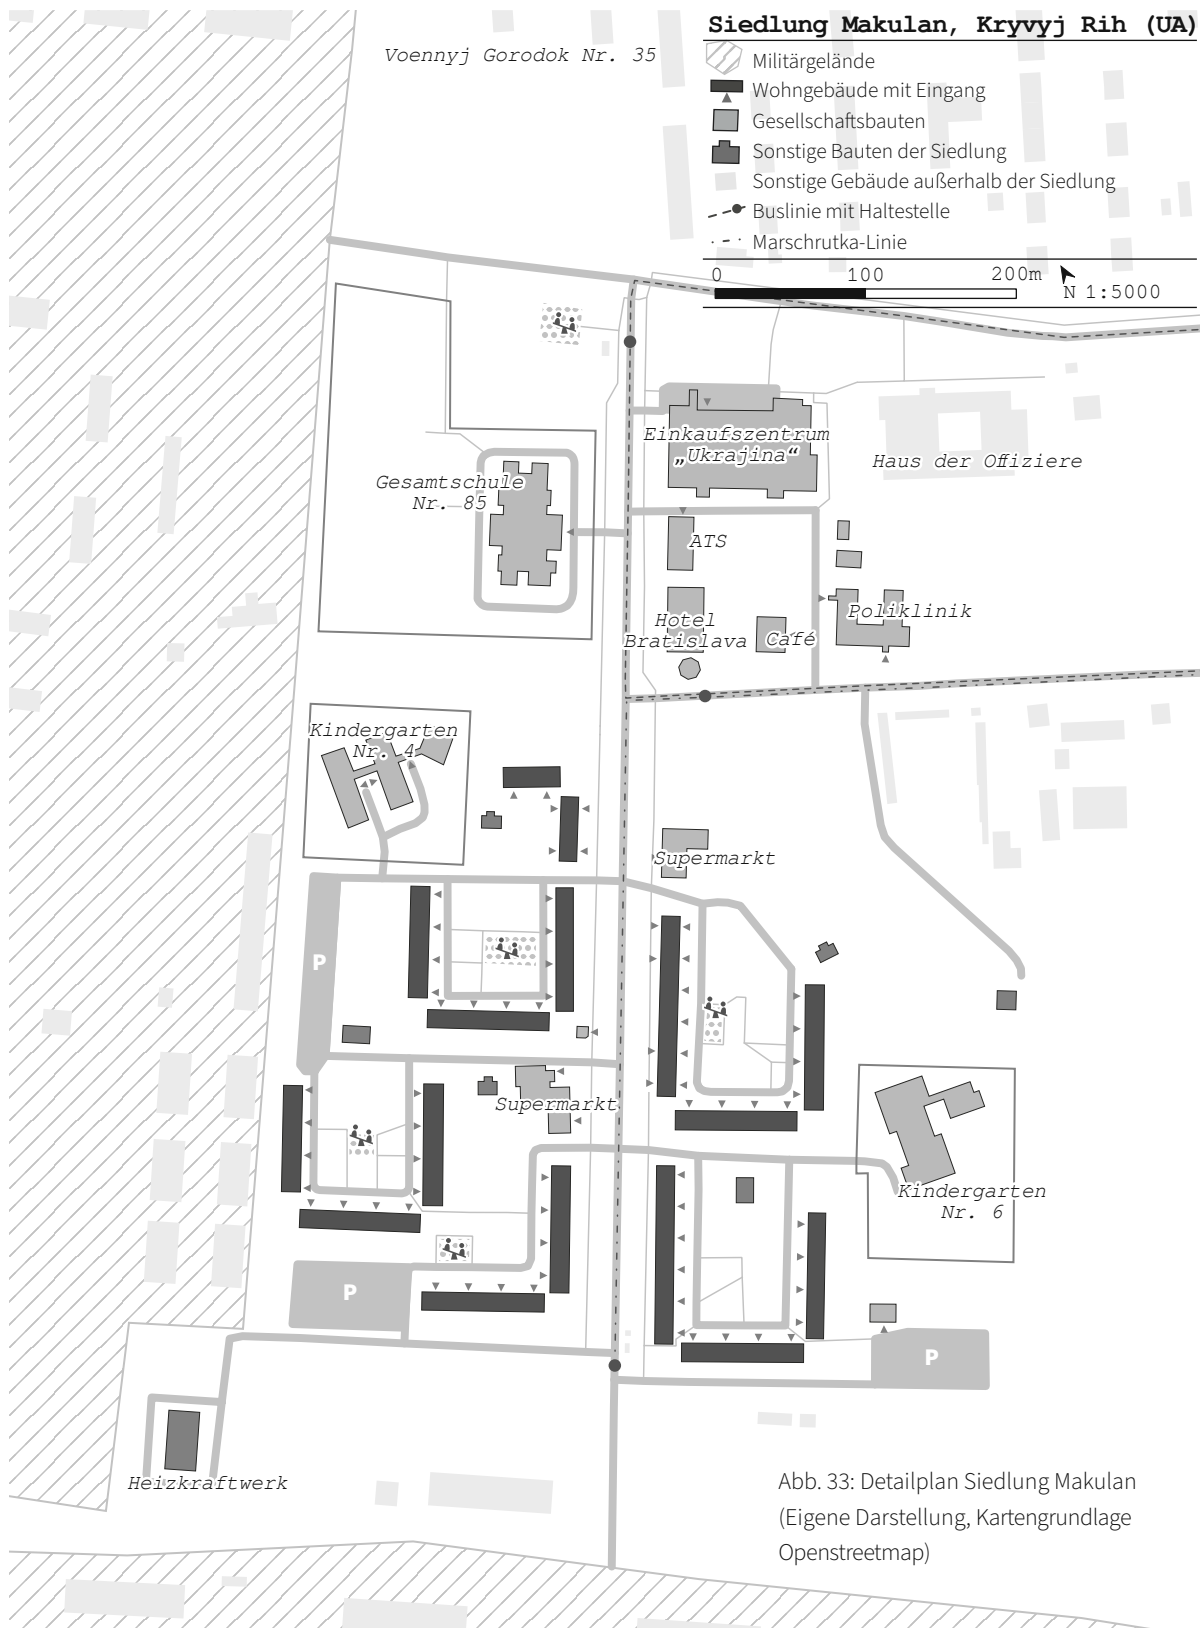 Siedlung Makulan, Kryvyj Rih (UA)
Voennyj Gorodok Nr. 35
Militärgelände
Wohngebäude mit Eingang
Gesellschaftsbauten
Sonstige Bauten der Siedlung
Sonstige Gebäude außerhalb der Siedlung
Buslinie mit Haltestelle
Marschrutka-Linie
0 100 200m
N 1:5000
Einkaufszentrum
„Ukrajina“
Haus der Offiziere
Gesamtschule
Nr. 85
ATS
Hotel
Bratislava
Café
Poliklinik
Kindergarten
Nr. 4
Supermarkt
P
Supermarkt
Kindergarten
Nr. 6
P
P
Heizkraftwerk
Abb. 33: Detailplan Siedlung Makulan
(Eigene Darstellung, Kartengrundlage
Openstreetmap)